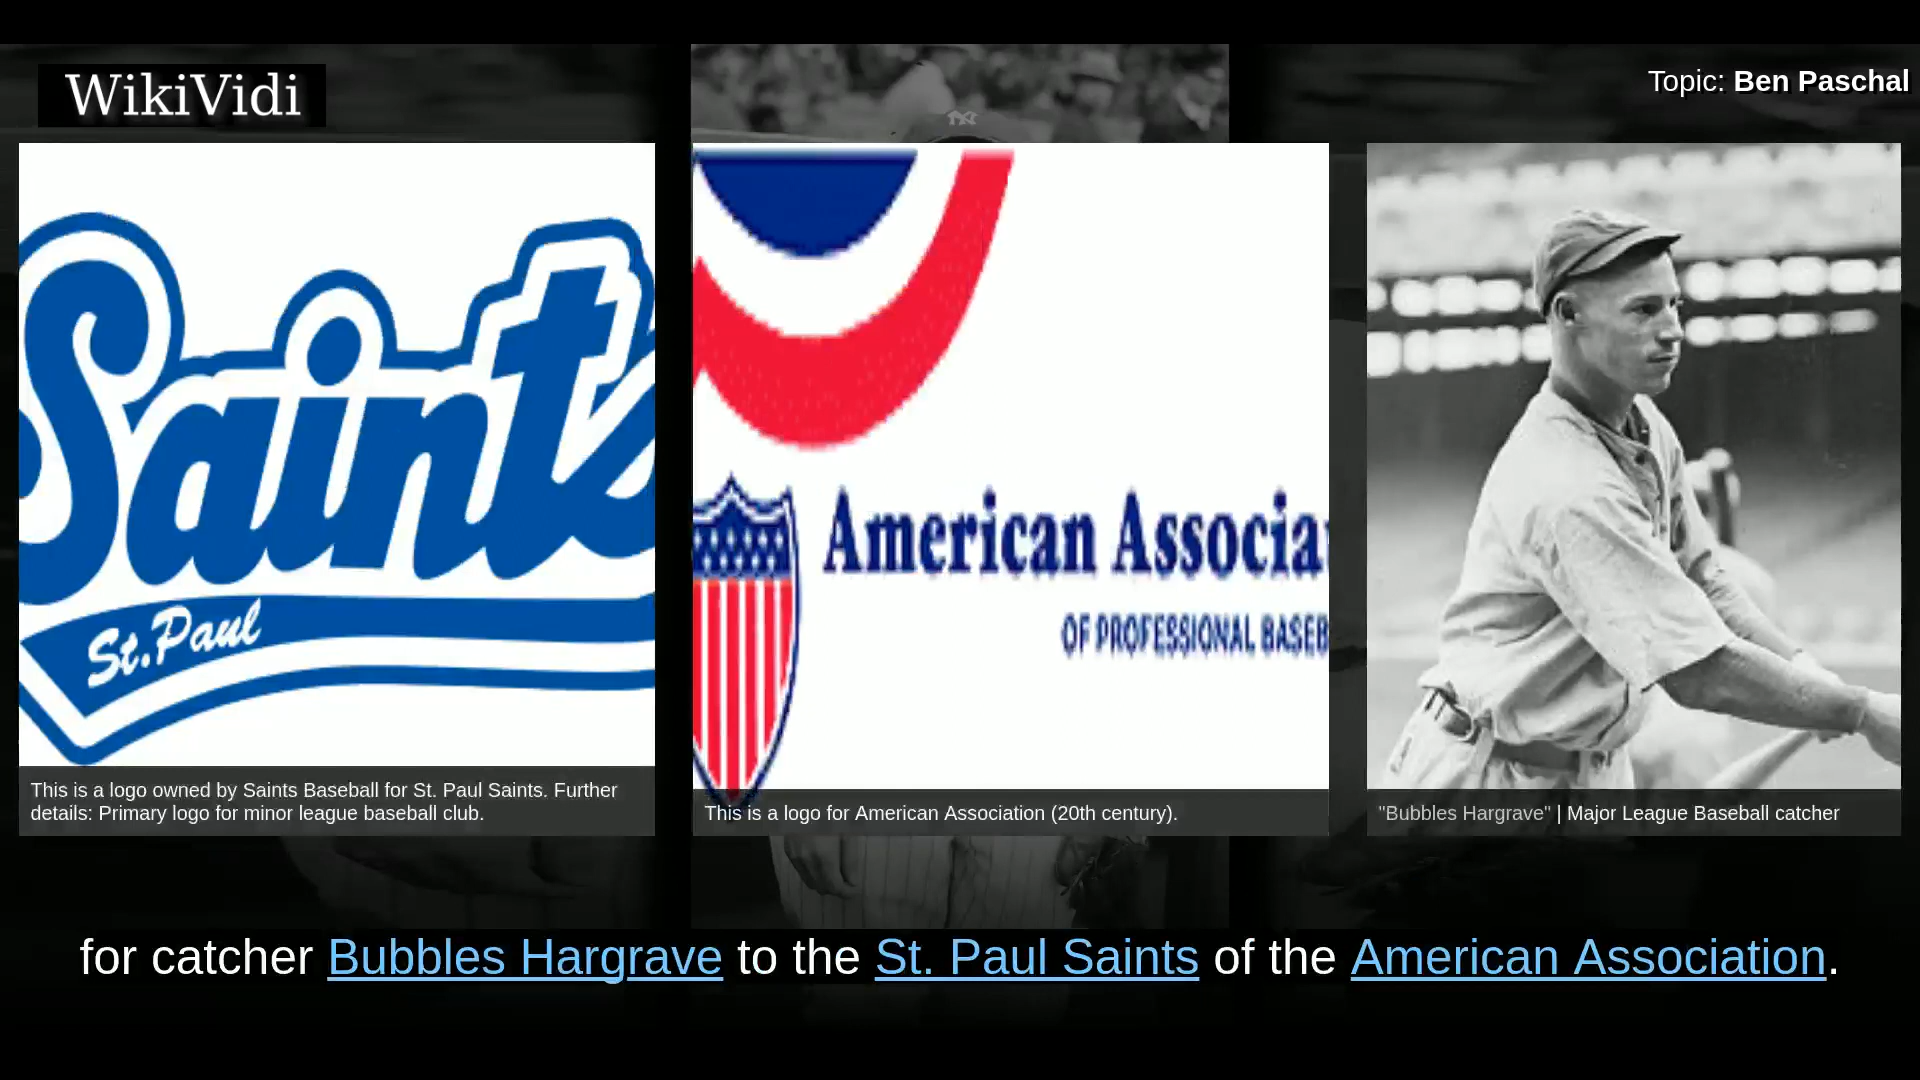 WikiVidi
Topic: Ben Paschal
Saints
St.Paul
American Associa
OF PROFESSIONAL BASEB
This is a logo owned by Saints Baseball for St. Paul Saints. Further
details: Primary logo for minor league baseball club.
This is a logo for American Association (20th century).
"Bubbles Hargrave" | Major League Baseball catcher
for catcher Bubbles Hargrave to the St. Paul Saints of the American Association.